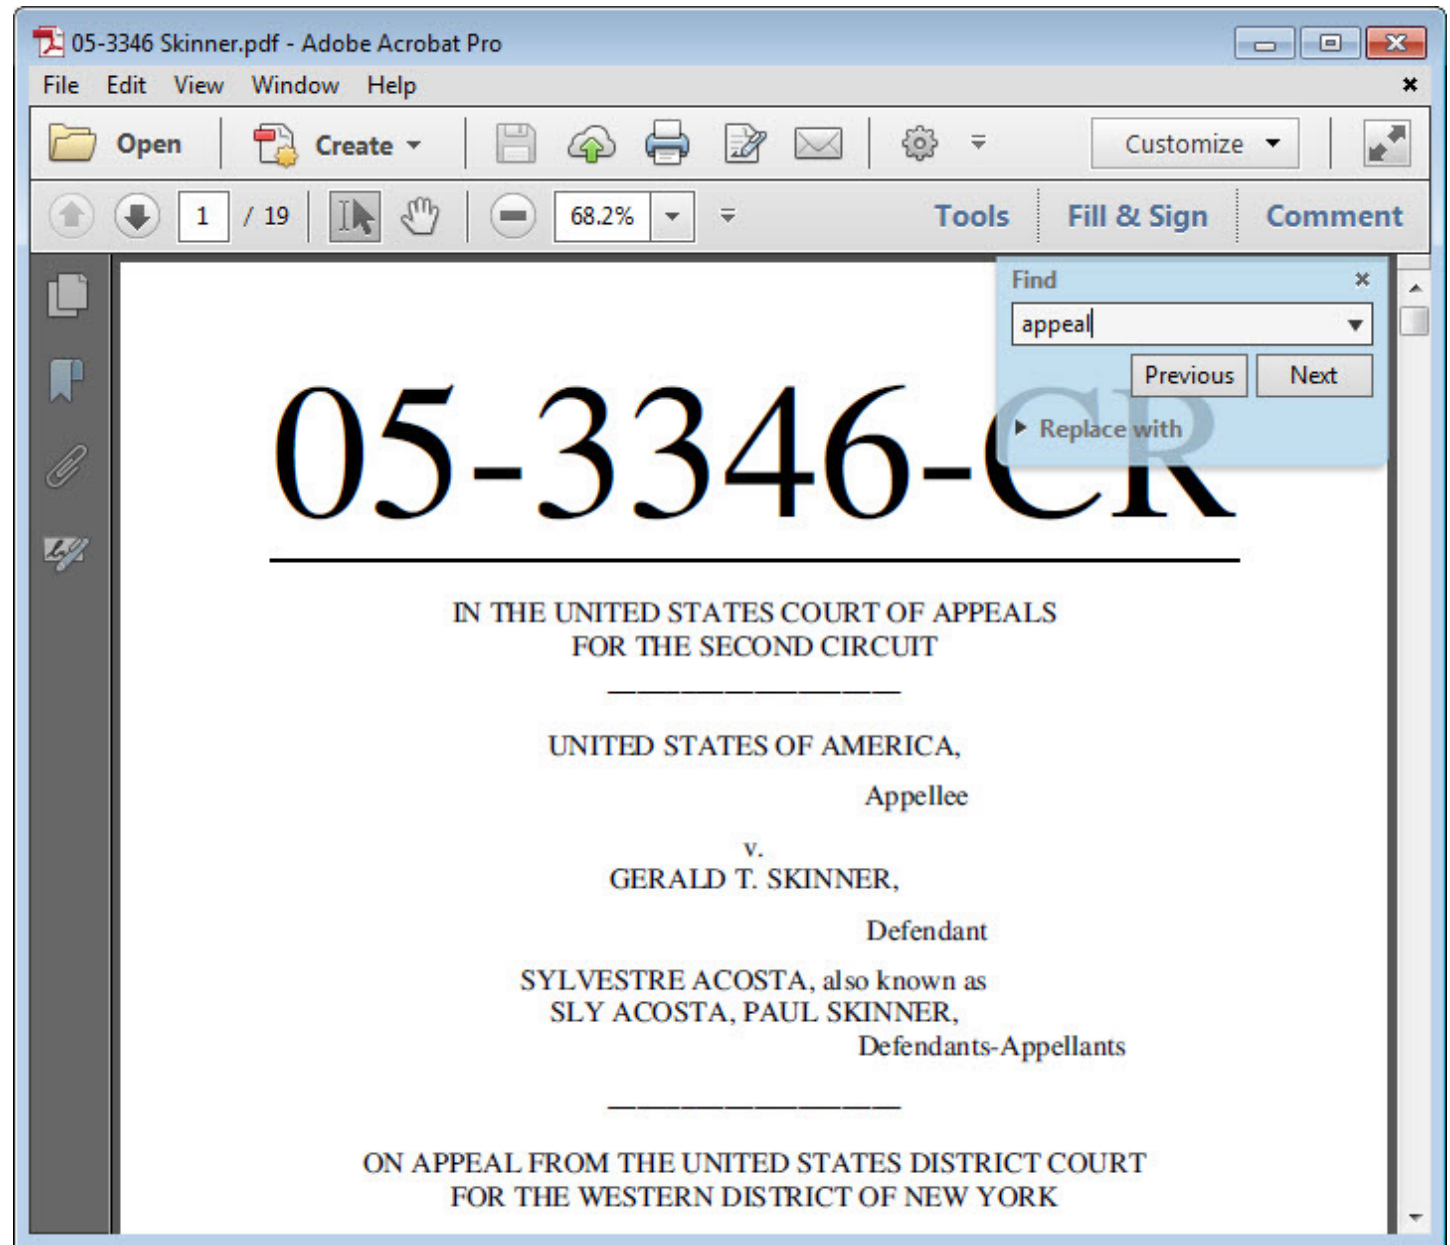 05-3346 Skinner.pdf - Adobe Acrobat Pro
File Edit View Window Help
Open Create Customize
1 / 19 68.2% Tools Fill & Sign Comment
Find
appeal
Previous Next
Replace with
05-3346-CR
IN THE UNITED STATES COURT OF APPEALS
FOR THE SECOND CIRCUIT
UNITED STATES OF AMERICA,
Appellee
v.
GERALD T. SKINNER,
Defendant
SYLVESTRE ACOSTA, also known as
SLY ACOSTA, PAUL SKINNER,
Defendants-Appellants
ON APPEAL FROM THE UNITED STATES DISTRICT COURT
FOR THE WESTERN DISTRICT OF NEW YORK